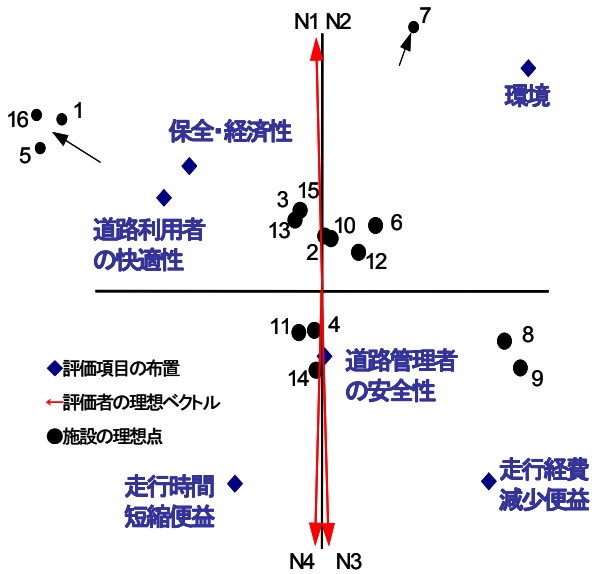 N1 N2
7
環境
16
1
5
保全・経済性
道路利用者
の快適性
3
15
13
2
10
6
12
11
4
14
8
9
道路管理者
の安全性
◆評価項目の布置
←評価者の理想ベクトル
●施設の理想点
走行時間
短縮便益
走行経費
減少便益
N4 N3